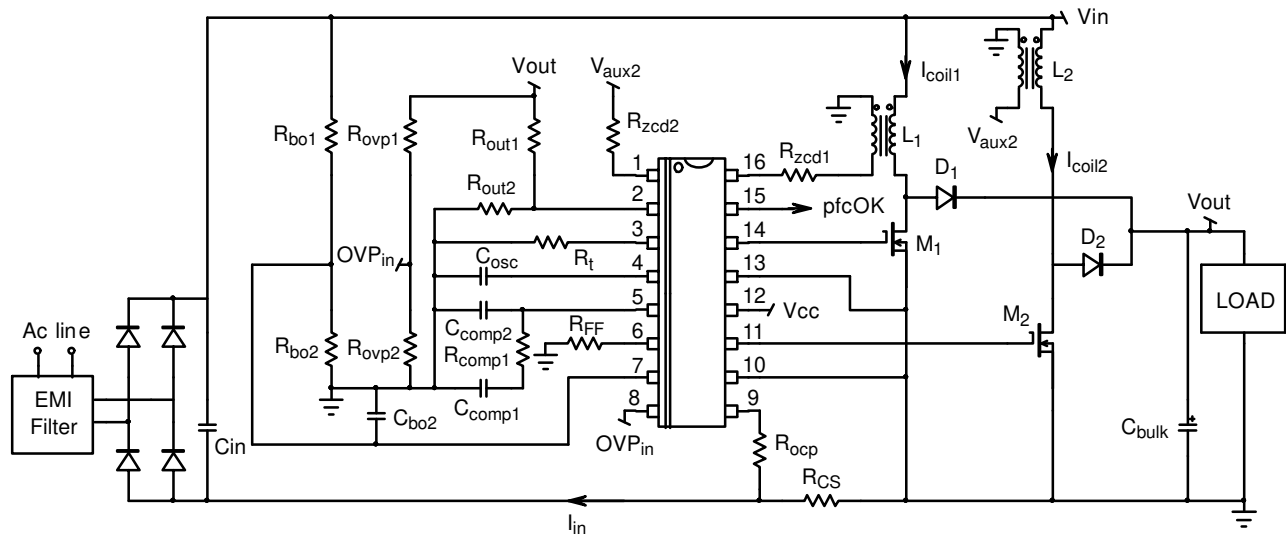 Vin
Vout
Vaux2
Icoil1
L2
Rbo1
Rovp1
Rout1
Rzcd2
L1
Vaux2
Rzcd1
1
16
D1
Icoil2
Rout2
2
15
pfcOK
Vout
3
14
M1
OVPin
Rt
D2
Cosc
4
13
5
12
Vcc
LOAD
Ac line
Ccomp2
RFF
M2
Rbo2
Rovp2
Rcomp1
6
11
EMI
Filter
7
10
Cbo2
Ccomp1
8
9
Cin
OVPin
Rocp
Cbulk
+
RCS
Iin